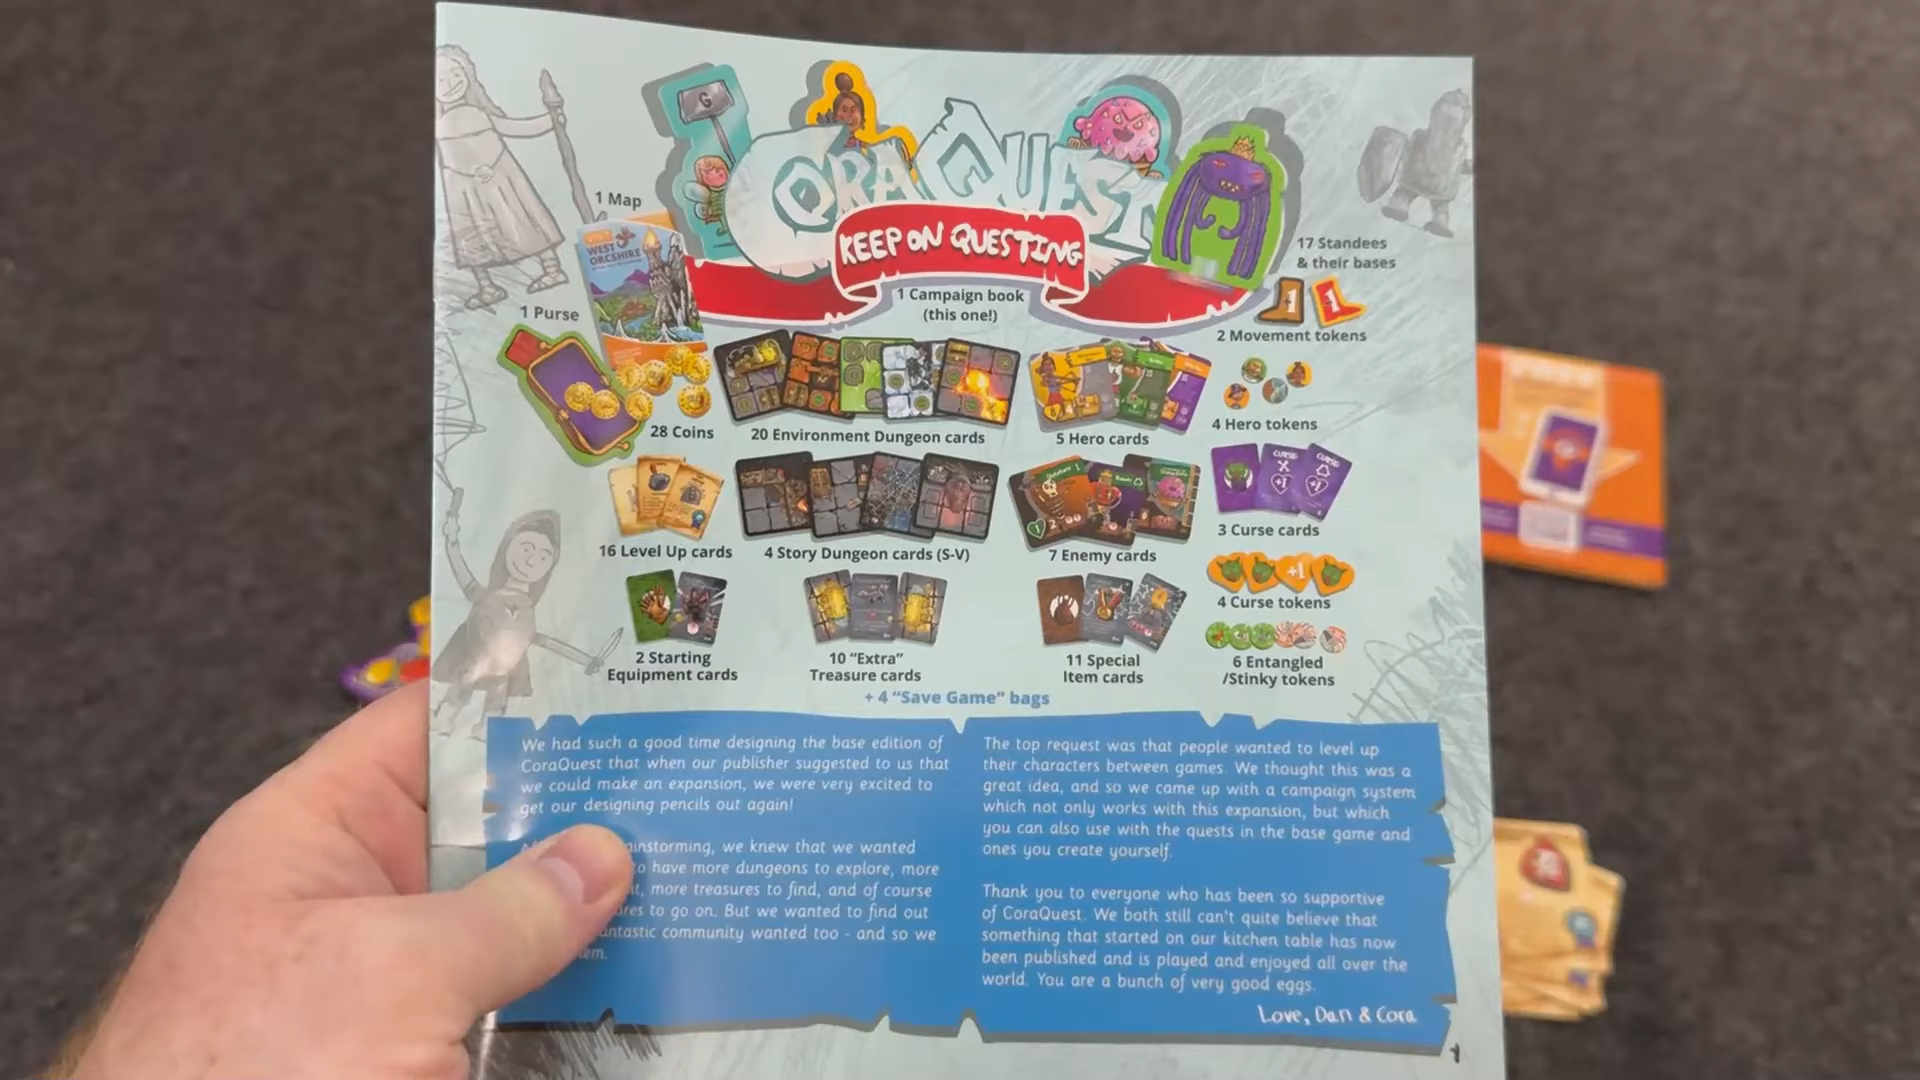 G
CORAQUEST
KEEP ON QUESTING
1 Map
WEST
ORCSHIRE
17 Standees
& their bases
1 Campaign book
(this one!)
1 Purse
2 Movement tokens
28 Coins
20 Environment Dungeon cards
5 Hero cards
4 Hero tokens
CURSE
+1
CURSE
+1
3 Curse cards
16 Level Up cards
4 Story Dungeon cards (S-V)
7 Enemy cards
+1
4 Curse tokens
2 Starting
Equipment cards
10 “Extra”
Treasure cards
11 Special
Item cards
6 Entangled
/Stinky tokens
+ 4 “Save Game” bags
We had such a good time designing the base edition of
CoraQuest that when our publisher suggested to us that
we could make an expansion, we were very excited to
get our designing pencils out again!
we knew that we wanted
to have more dungeons to explore, more
more treasures to find, and of course
to go on. But we wanted to find out
community wanted too - and so we
The top request was that people wanted to level up
their characters between games. We thought this was a
great idea, and so we came up with a campaign system
which not only works with this expansion, but which
you can also use with the quests in the base game and
ones you create yourself.
Thank you to everyone who has been so supportive
of CoraQuest. We both still can't quite believe that
something that started on our kitchen table has now
been published and is played and enjoyed all over the
world. You are a bunch of very good eggs.
Love, Dan & Cora
1